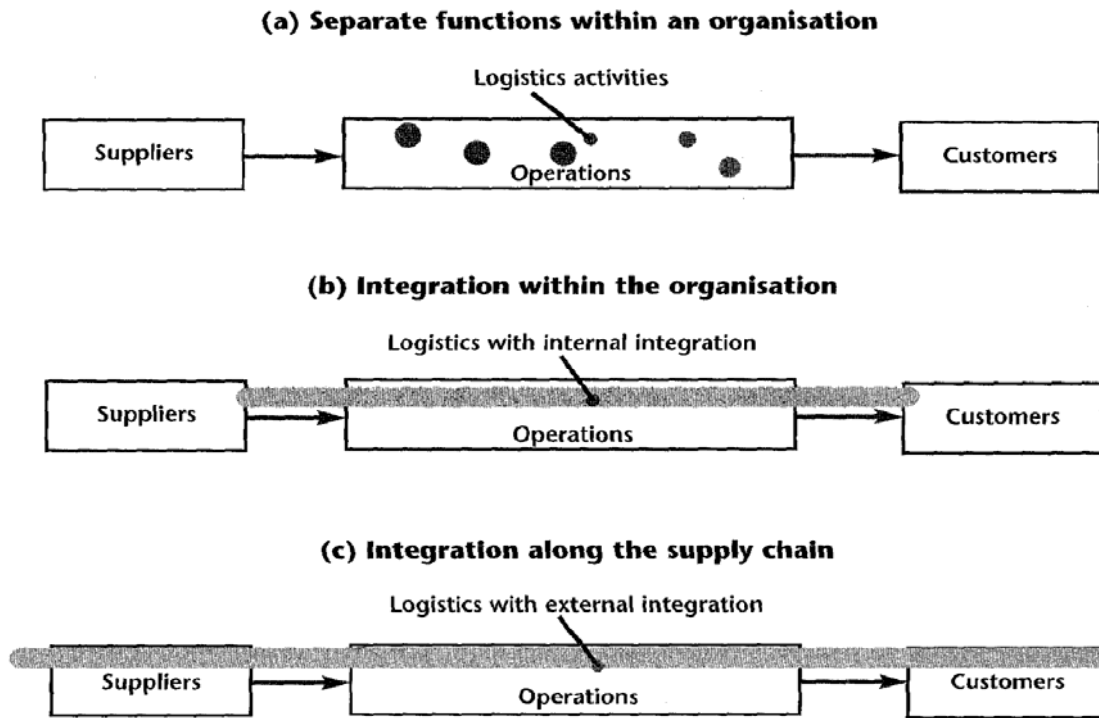 (a) Separate functions within an organisation
Logistics activities
Suppliers
Operations
Customers
(b) Integration within the organisation
Logistics with internal integration
Suppliers
Operations
Customers
(c) Integration along the supply chain
Logistics with external integration
Suppliers
Operations
Customers